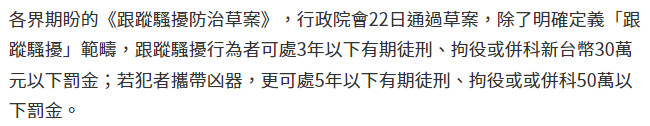 各界期盼的《跟蹤騷擾防治草案》，行政院會22日通過草案，除了明確定義「跟
蹤騷擾」範疇，跟蹤騷擾行為者可處3年以下有期徒刑、拘役或併科新台幣30萬
元以下罰金；若犯者攜帶凶器，更可處5年以下有期徒刑、拘役或或併科50萬以
下罰金。